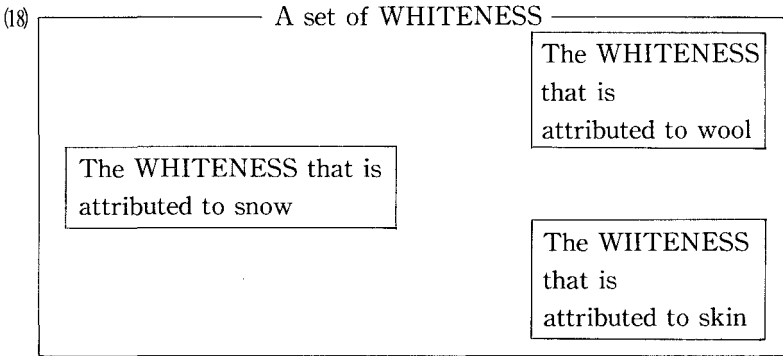 (18) A set of WHITENESS
The WHITENESS
that is
attributed to wool
The WHITENESS that is
attributed to snow
The WIITENESS
that is
attributed to skin